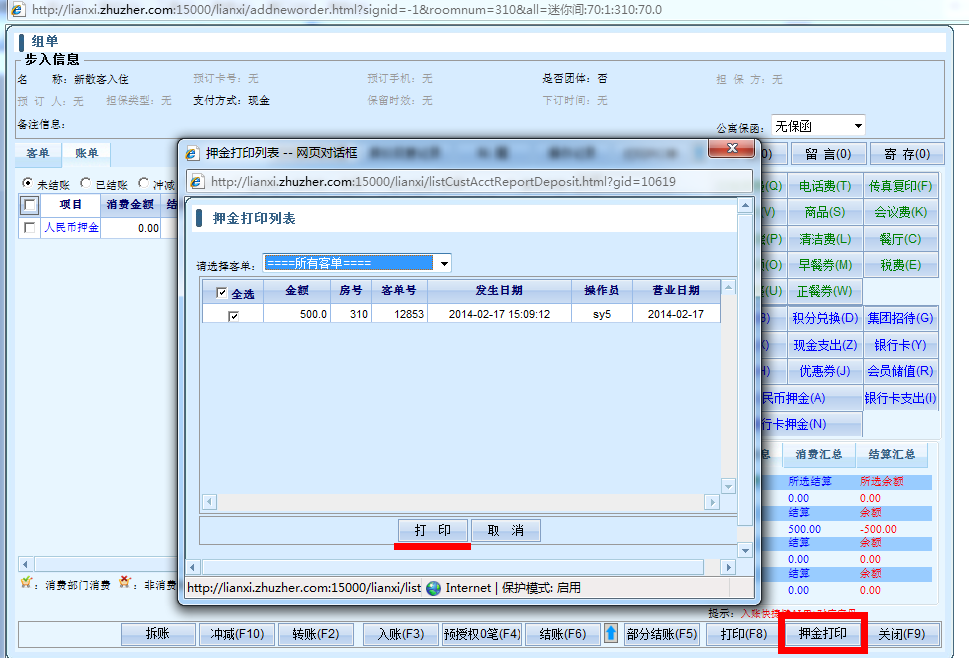 http://lianxi.zhuzher.com:15000/lianxi/addneworder.html?signid=-1&roomnum=310&all=迷你间:70:1:310:70.0
组单
步入信息
名　　称: 新散客入住　预订卡号: 无　预订手机: 无　是否团体: 否　担 保 方: 无
预 订 人: 无　担保类型: 无　支付方式: 现金　保留时效: 无　下订时间: 无
备注信息:
公寓保函: 无保函
客单　账单
0)　留 言(0)　寄 存(0)
未结账　已结账　冲减
项目　消费金额　结
人民币押金　0.00
押金打印列表 -- 网页对话框
http://lianxi.zhuzher.com:15000/lianxi/listCustAcctReportDeposit.html?gid=10619
押金打印列表
请选择客单: ====所有客单====
全选　金额　房号　客单号　发生日期　操作员　营业日期
500.0　310　12853　2014-02-17 15:09:12　sy5　2014-02-17
打　印　取　消
http://lianxi.zhuzher.com:15000/lianxi/list　Internet | 保护模式: 启用
(Q)　电话费(T)　传真复印(F)
V)　商品(S)　会议费(K)
(P)　清洁费(L)　餐厅(C)
(O)　早餐券(M)　税费(E)
(U)　正餐券(W)
积分兑换(D)　集团招待(G)
现金支出(Z)　银行卡(Y)
H)　优惠券(J)　会员储值(R)
民币押金(A)　银行卡支出(I)
行卡押金(N)
息　消费汇总　结算汇总
所选结算　所选余额
0.00　0.00
结算　余额
500.00　-500.00
结算　余额
0.00　0.00
结算　余额
0.00　0.00
: 消费部门消费　: 非消费
提示: 入账快捷
拆账　冲减(F10)　转账(F2)　入账(F3)　预授权0笔(F4)　结账(F6)　部分结账(F5)　打印(F8)　押金打印　关闭(F9)